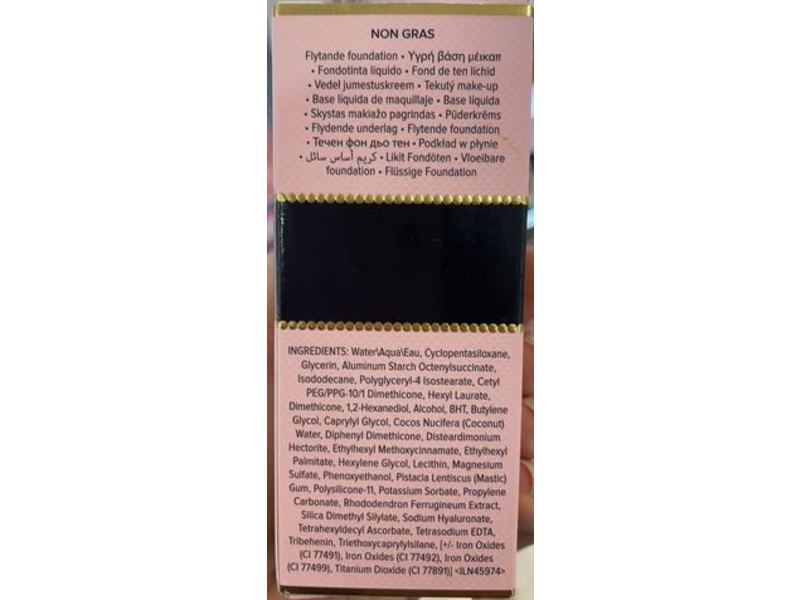 NON GRAS
Flytande foundation • Υγρή βάση μέικαπ
• Fondotinta liquido • Fond de ten lichid
• Vedel jumestuskreem • Tekutý make-up
• Base líquida de maquillaje • Base líquida
• Skystas makiažo pagrindas • Pūderkrēms
• Flydende underlag • Flytende foundation
• Течен фон дьо тен • Podkład w płynie
• كريم أساس سائل • Likit Fondöten • Vloeibare
foundation • Flüssige Foundation
INGREDIENTS: Water\Aqua\Eau, Cyclopentasiloxane,
Glycerin, Aluminum Starch Octenylsuccinate,
Isododecane, Polyglyceryl-4 Isostearate, Cetyl
PEG/PPG-10/1 Dimethicone, Hexyl Laurate,
Dimethicone, 1,2-Hexanediol, Alcohol, BHT, Butylene
Glycol, Caprylyl Glycol, Cocos Nucifera (Coconut)
Water, Diphenyl Dimethicone, Disteardimonium
Hectorite, Ethylhexyl Methoxycinnamate, Ethylhexyl
Palmitate, Hexylene Glycol, Lecithin, Magnesium
Sulfate, Phenoxyethanol, Pistacia Lentiscus (Mastic)
Gum, Polysilicone-11, Potassium Sorbate, Propylene
Carbonate, Rhododendron Ferrugineum Extract,
Silica Dimethyl Silylate, Sodium Hyaluronate,
Tetrahexyldecyl Ascorbate, Tetrasodium EDTA,
Tribehenin, Triethoxycaprylylsilane, [+/- Iron Oxides
(CI 77491), Iron Oxides (CI 77492), Iron Oxides
(CI 77499), Titanium Dioxide (CI 77891)] <ILN45974>